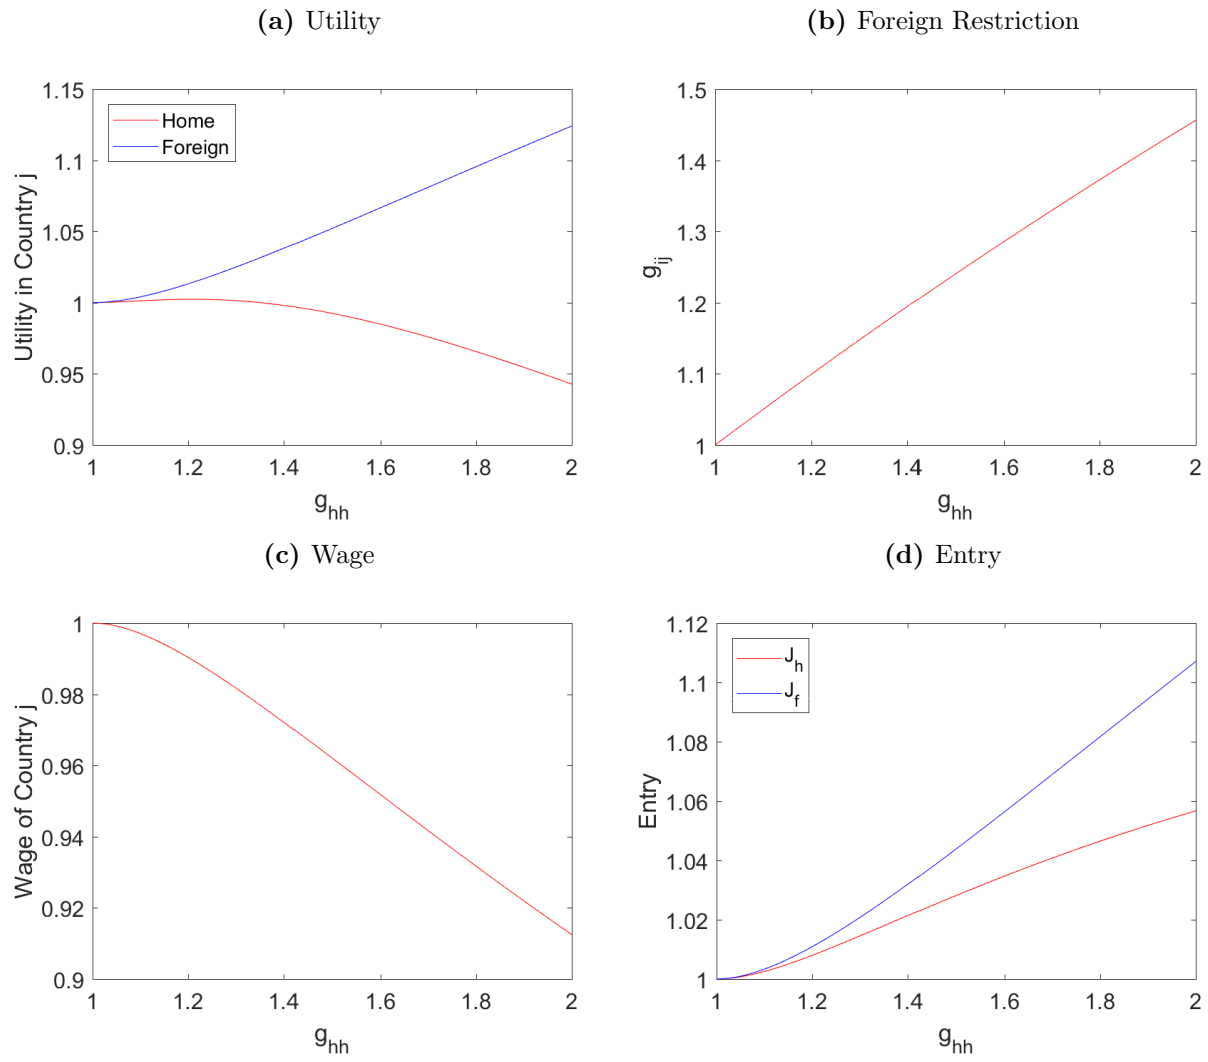 (a) Utility
1.15
1.1
1.05
1
0.95
0.9
Utility in Country j
Home
Foreign
1 1.2 1.4 1.6 1.8 2
g_hh
(b) Foreign Restriction
1.5
1.4
1.3
1.2
1.1
1
g_ij
1 1.2 1.4 1.6 1.8 2
g_hh
(c) Wage
1
0.98
0.96
0.94
0.92
0.9
Wage of Country j
1 1.2 1.4 1.6 1.8 2
g_hh
(d) Entry
1.12
1.1
1.08
1.06
1.04
1.02
1
Entry
J_h
J_f
1 1.2 1.4 1.6 1.8 2
g_hh